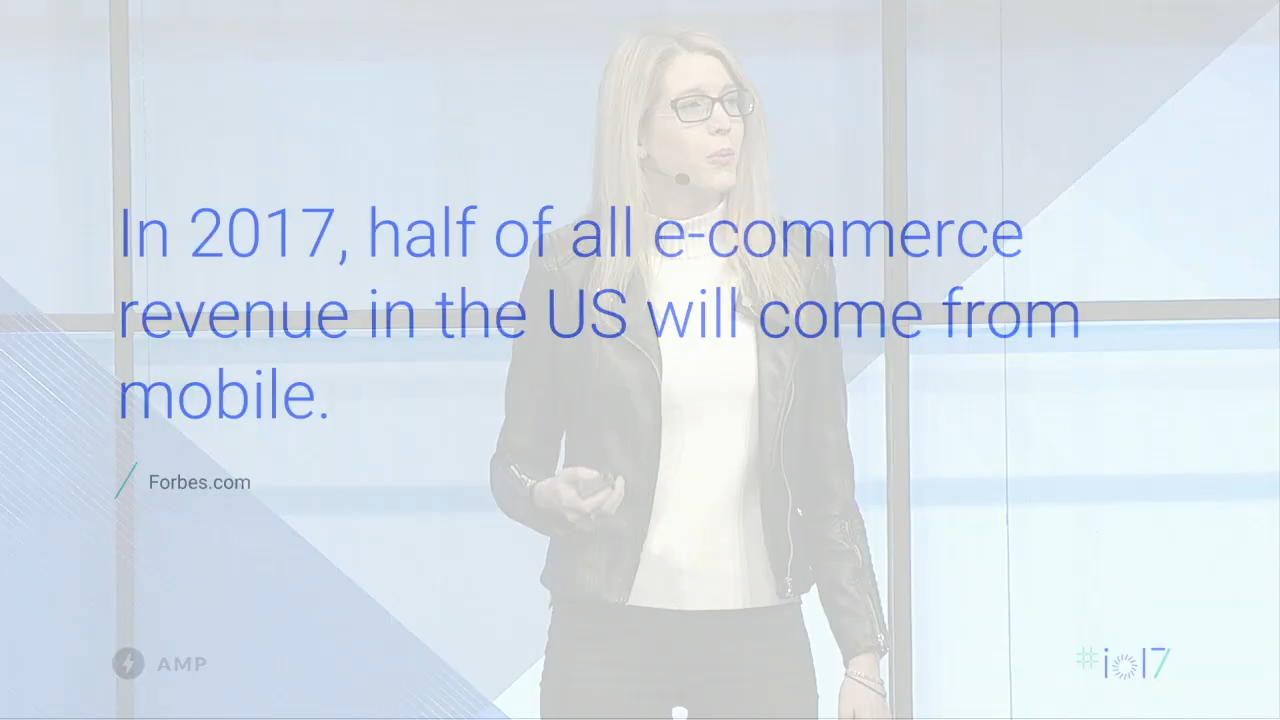 In 2017, half of all e-commerce
revenue in the US will come from
mobile.
Forbes.com
AMP
#io17